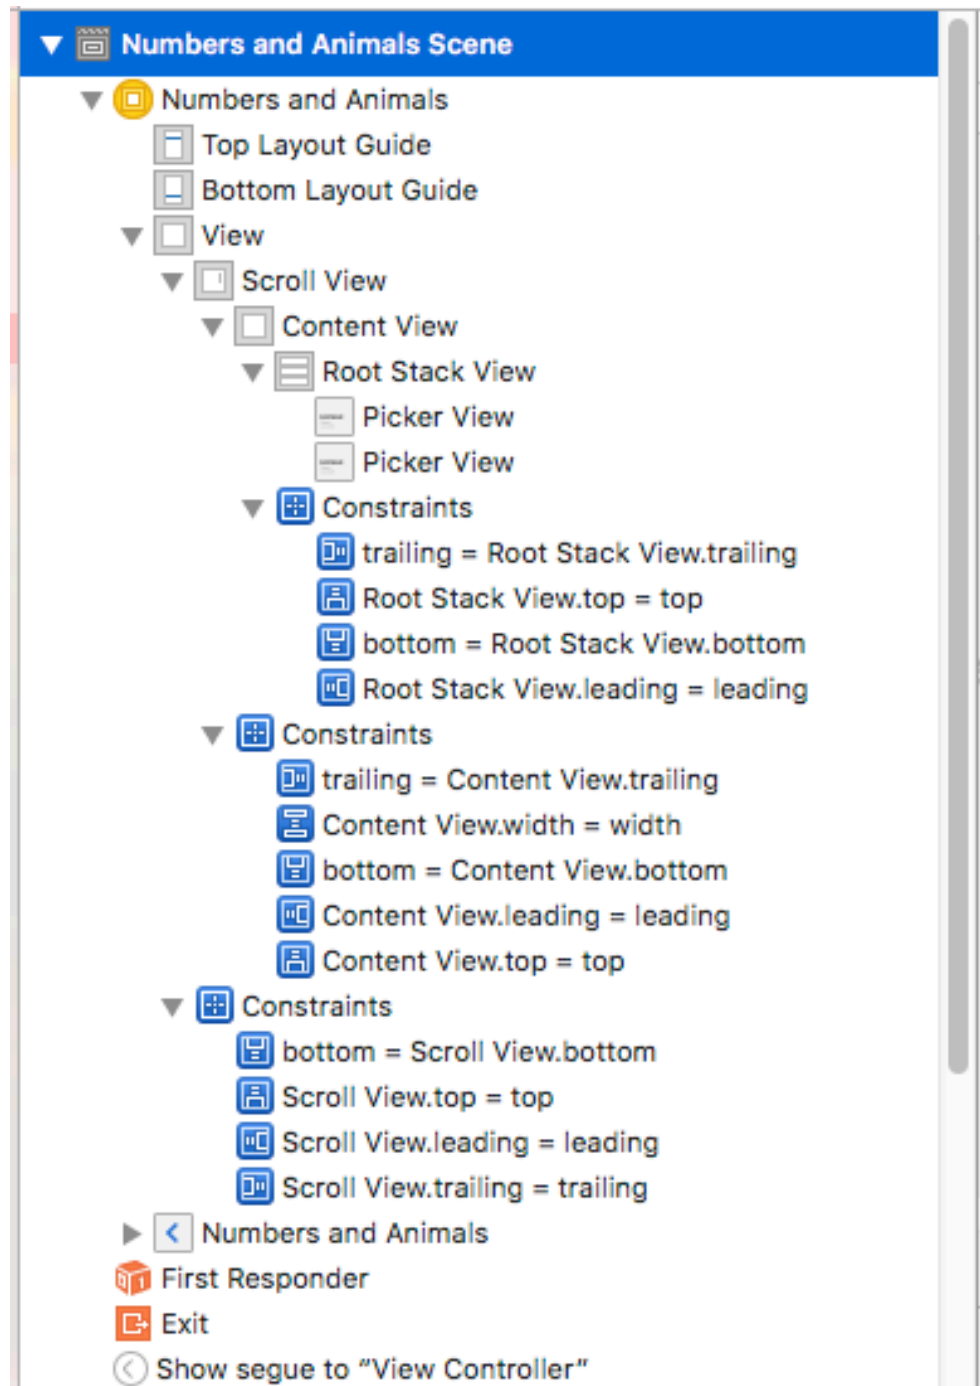 Numbers and Animals Scene
Numbers and Animals
Top Layout Guide
Bottom Layout Guide
View
Scroll View
Content View
Root Stack View
Picker View
Picker View
Constraints
trailing = Root Stack View.trailing
Root Stack View.top = top
bottom = Root Stack View.bottom
Root Stack View.leading = leading
Constraints
trailing = Content View.trailing
Content View.width = width
bottom = Content View.bottom
Content View.leading = leading
Content View.top = top
Constraints
bottom = Scroll View.bottom
Scroll View.top = top
Scroll View.leading = leading
Scroll View.trailing = trailing
Numbers and Animals
First Responder
Exit
Show segue to “View Controller”